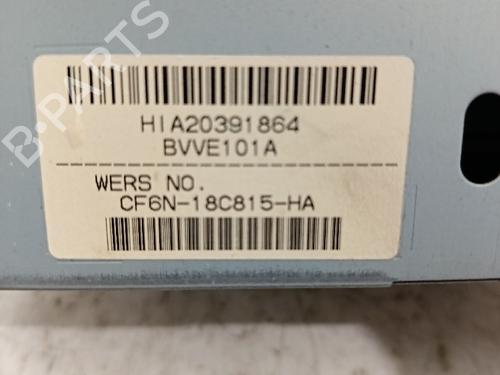 HIA20391864
BVVE101A
WERS NO.
CF6N-18C815-HA
B-PARTS